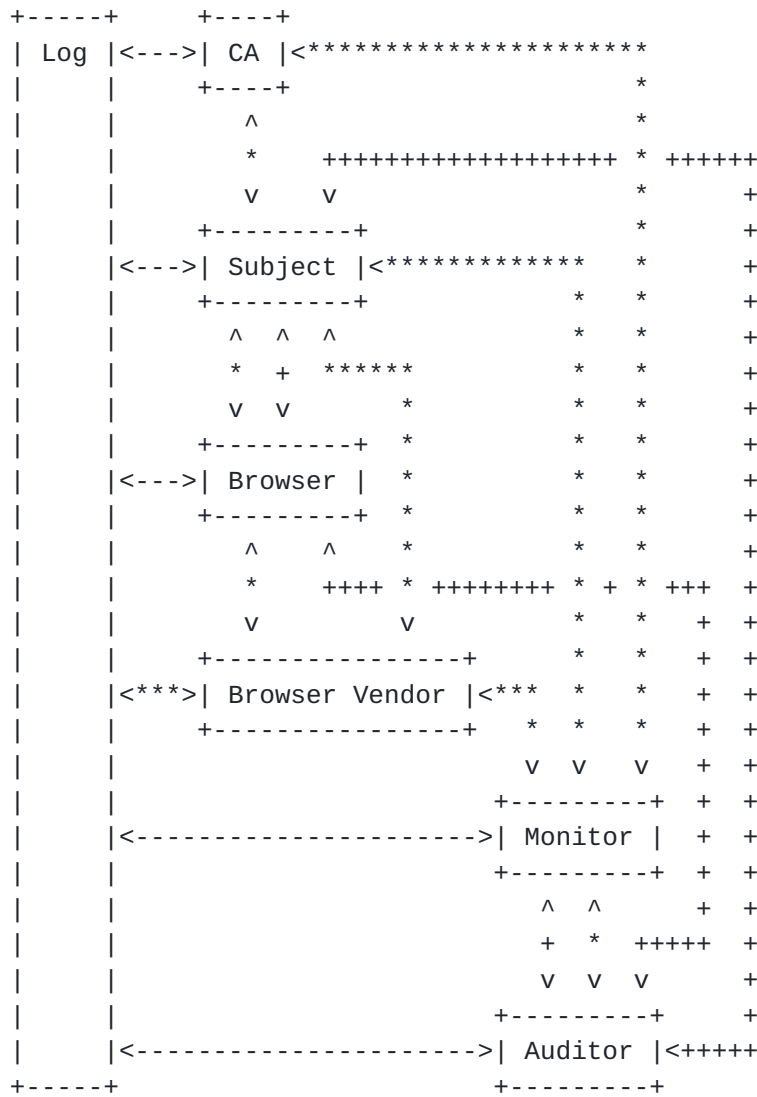 +-----+     +----+
| Log |<--->| CA |<**********************
|     |     +----+                      *
|     |        ^                        *
|     |        *    +++++++++++++++++++ * ++++++
|     |        v    v                   *      +
|     |     +---------+                 *      +
|     |<--->| Subject |<*************   *      +
|     |     +---------+             *   *      +
|     |       ^  ^  ^               *   *      +
|     |       *  +  ******          *   *      +
|     |       v  v       *          *   *      +
|     |     +---------+  *          *   *      +
|     |<--->| Browser |  *          *   *      +
|     |     +---------+  *          *   *      +
|     |        ^    ^    *          *   *      +
|     |        *    ++++ * ++++++++ * + * +++  +
|     |        v         v          *   *   +  +
|     |     +----------------+      *   *   +  +
|     |<***>| Browser Vendor |<***  *   *   +  +
|     |     +----------------+   *  *   *   +  +
|     |                          v  v   v   +  +
|     |                        +---------+  +  +
|     |<---------------------->| Monitor |  +  +
|     |                        +---------+  +  +
|     |                           ^  ^      +  +
|     |                           +  *  +++++  +
|     |                           v  v  v      +
|     |                        +---------+     +
|     |<---------------------->| Auditor |<+++++
+-----+                        +---------+